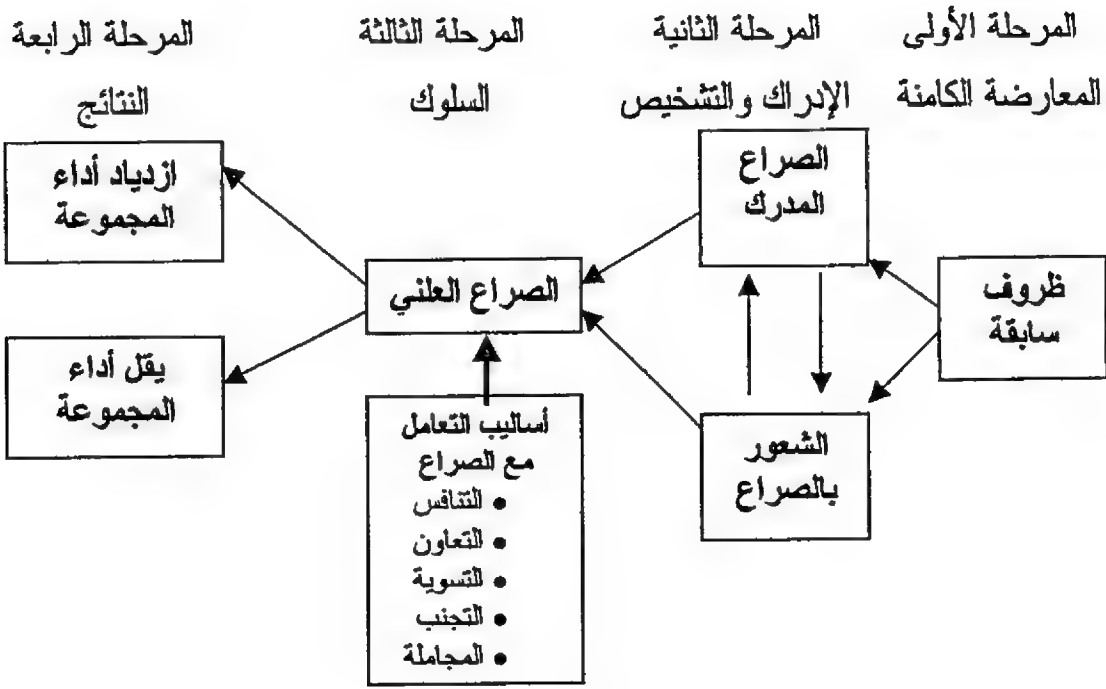 المرحلة الأولى
المعارضة الكامنة
المرحلة الثانية
الإدراك والتشخيص
المرحلة الثالثة
السلوك
المرحلة الرابعة
النتائج
ظروف
سابقة
الصراع
المدرك
الشعور
بالصراع
الصراع العلني
أساليب التعامل
مع الصراع
• التنافس
• التعاون
• التسوية
• التجنب
• المجاملة
ازدياد أداء
المجموعة
يقل أداء
المجموعة